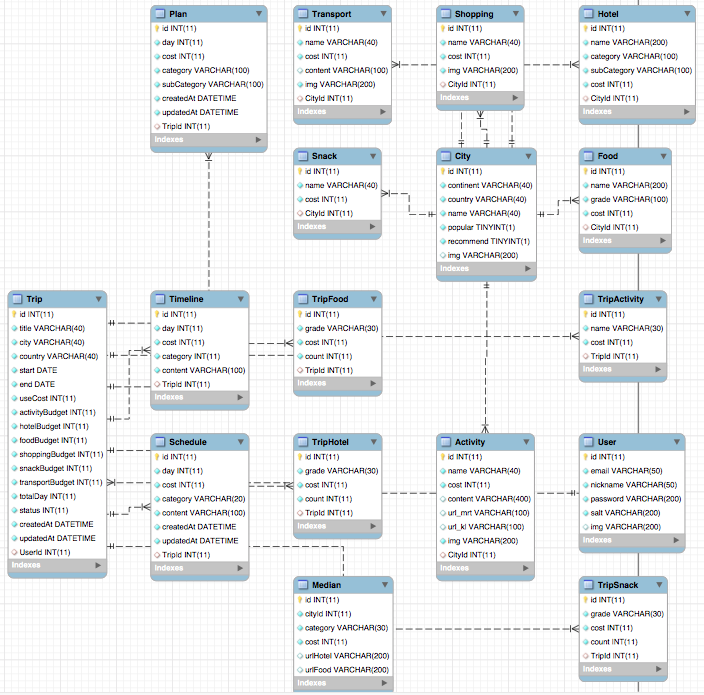 Plan
id INT(11)
day INT(11)
cost INT(11)
category VARCHAR(100)
subCategory VARCHAR(100)
createdAt DATETIME
updatedAt DATETIME
TripId INT(11)
Indexes
Transport
id INT(11)
name VARCHAR(40)
cost INT(11)
content VARCHAR(100)
img VARCHAR(200)
CityId INT(11)
Indexes
Shopping
id INT(11)
name VARCHAR(40)
cost INT(11)
img VARCHAR(200)
CityId INT(11)
Indexes
Hotel
id INT(11)
name VARCHAR(200)
category VARCHAR(100)
subCategory VARCHAR(100)
cost INT(11)
CityId INT(11)
Indexes
Snack
id INT(11)
name VARCHAR(40)
cost INT(11)
CityId INT(11)
Indexes
City
id INT(11)
continent VARCHAR(40)
country VARCHAR(40)
name VARCHAR(40)
popular TINYINT(1)
recommend TINYINT(1)
img VARCHAR(200)
Indexes
Food
id INT(11)
name VARCHAR(200)
grade VARCHAR(100)
cost INT(11)
CityId INT(11)
Indexes
Trip
id INT(11)
title VARCHAR(40)
city VARCHAR(40)
country VARCHAR(40)
start DATE
end DATE
useCost INT(11)
activityBudget INT(11)
hotelBudget INT(11)
foodBudget INT(11)
shoppingBudget INT(11)
snackBudget INT(11)
transportBudget INT(11)
totalDay INT(11)
status INT(11)
createdAt DATETIME
updatedAt DATETIME
UserId INT(11)
Indexes
Timeline
id INT(11)
day INT(11)
cost INT(11)
category INT(11)
content VARCHAR(100)
TripId INT(11)
Indexes
TripFood
id INT(11)
grade VARCHAR(30)
cost INT(11)
count INT(11)
TripId INT(11)
Indexes
TripActivity
id INT(11)
name VARCHAR(30)
cost INT(11)
TripId INT(11)
Indexes
Schedule
id INT(11)
day INT(11)
cost INT(11)
category VARCHAR(20)
content VARCHAR(100)
createdAt DATETIME
updatedAt DATETIME
TripId INT(11)
Indexes
TripHotel
id INT(11)
grade VARCHAR(30)
cost INT(11)
count INT(11)
TripId INT(11)
Indexes
Activity
id INT(11)
name VARCHAR(40)
cost INT(11)
content VARCHAR(400)
url_mrt VARCHAR(100)
url_kl VARCHAR(100)
img VARCHAR(200)
CityId INT(11)
Indexes
User
id INT(11)
email VARCHAR(50)
nickname VARCHAR(50)
password VARCHAR(200)
salt VARCHAR(200)
img VARCHAR(200)
Indexes
Median
id INT(11)
cityId INT(11)
category VARCHAR(30)
cost INT(11)
urlHotel VARCHAR(200)
urlFood VARCHAR(200)
Indexes
TripSnack
id INT(11)
grade VARCHAR(30)
cost INT(11)
count INT(11)
TripId INT(11)
Indexes